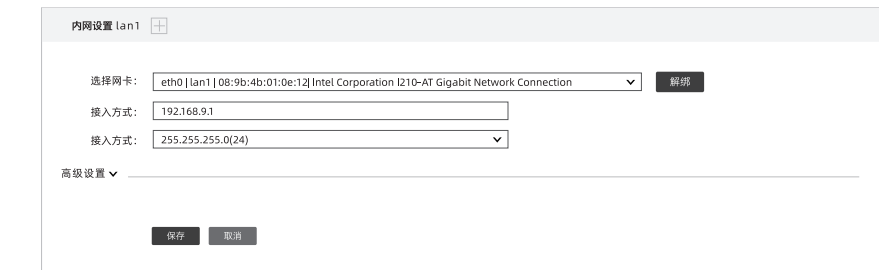 内网设置 lan1
选择网卡： eth0 | lan1 | 08:9b:4b:01:0e:12| Intel Corporation I210-AT Gigabit Network Connection 解绑
接入方式： 192.168.9.1
接入方式： 255.255.255.0(24)
高级设置
保存 取消